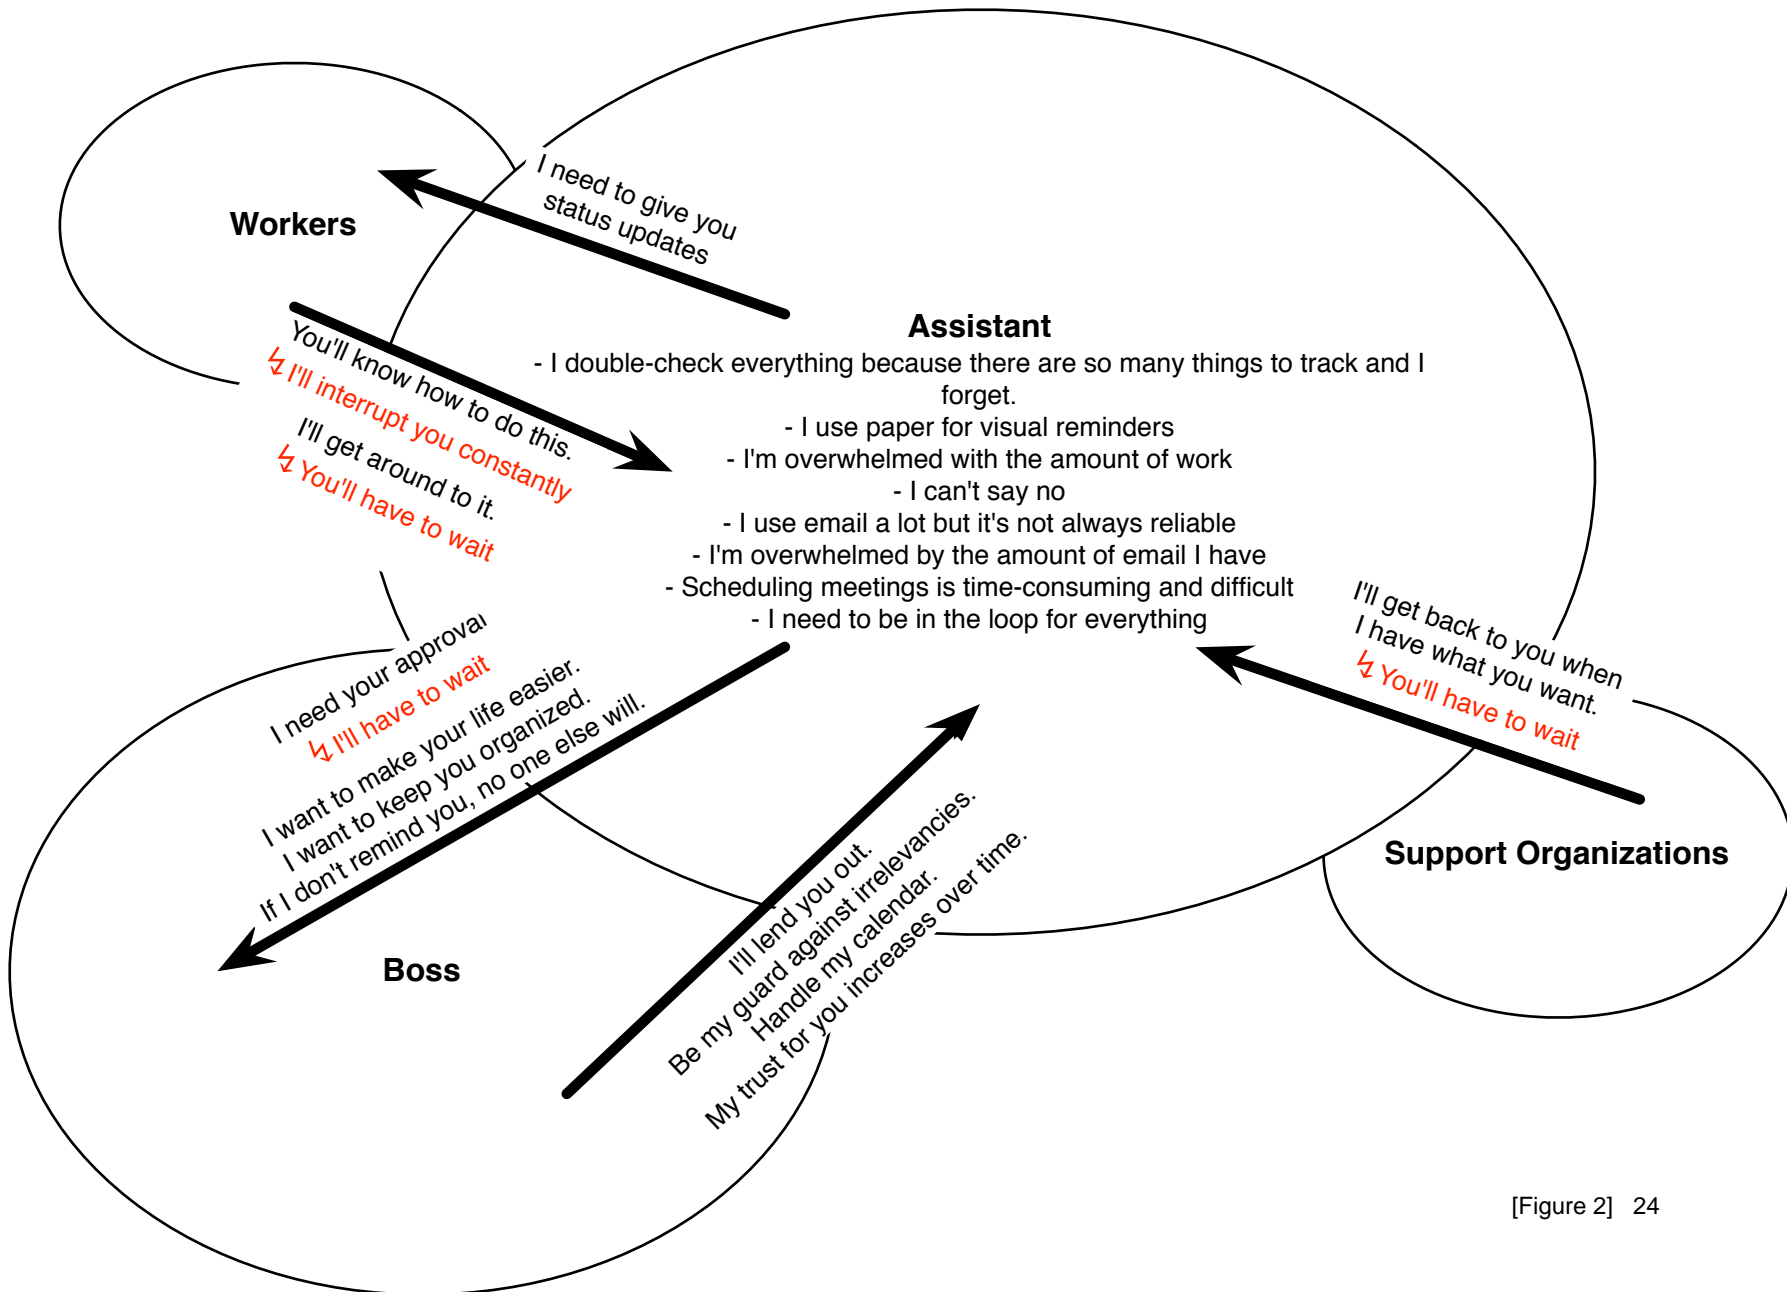 I need to give you
status updates
Workers
You'll know how to do this.
I'll interrupt you constantly
I'll get around to it.
You'll have to wait
Assistant
- I double-check everything because there are so many things to track and I
forget.
- I use paper for visual reminders
- I'm overwhelmed with the amount of work
- I can't say no
- I use email a lot but it's not always reliable
- I'm overwhelmed by the amount of email I have
- Scheduling meetings is time-consuming and difficult
- I need to be in the loop for everything
I need your approval
I'll have to wait
I want to make your life easier.
I want to keep you organized.
If I don't remind you, no one else will.
Boss
I'll lend you out.
Be my guard against irrelevancies.
Handle my calendar.
My trust for you increases over time.
I'll get back to you when
I have what you want.
You'll have to wait
Support Organizations
[Figure 2] 24